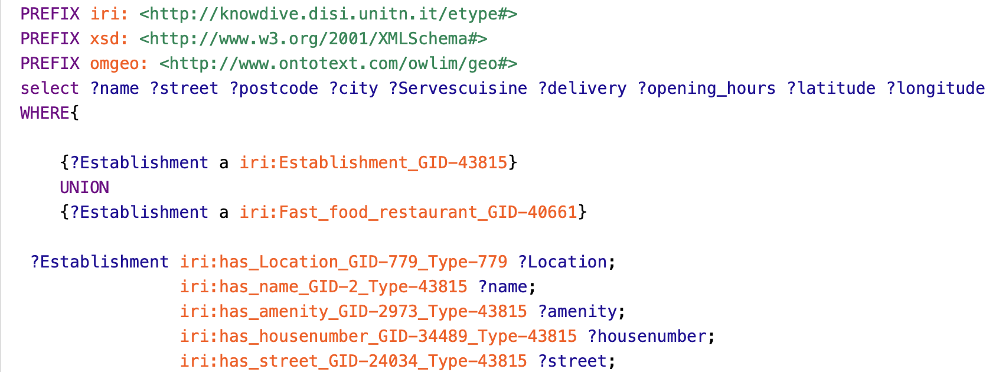 PREFIX iri: <http://knowdive.disi.unitn.it/etype#>
PREFIX xsd: <http://www.w3.org/2001/XMLSchema#>
PREFIX omgeo: <http://www.ontotext.com/owlim/geo#>
select ?name ?street ?postcode ?city ?Servescuisine ?delivery ?opening_hours ?latitude ?longitude
WHERE{
{?Establishment a iri:Establishment_GID-43815}
UNION
{?Establishment a iri:Fast_food_restaurant_GID-40661}
?Establishment iri:has_Location_GID-779_Type-779 ?Location;
iri:has_name_GID-2_Type-43815 ?name;
iri:has_amenity_GID-2973_Type-43815 ?amenity;
iri:has_housenumber_GID-34489_Type-43815 ?housenumber;
iri:has_street_GID-24034_Type-43815 ?street;